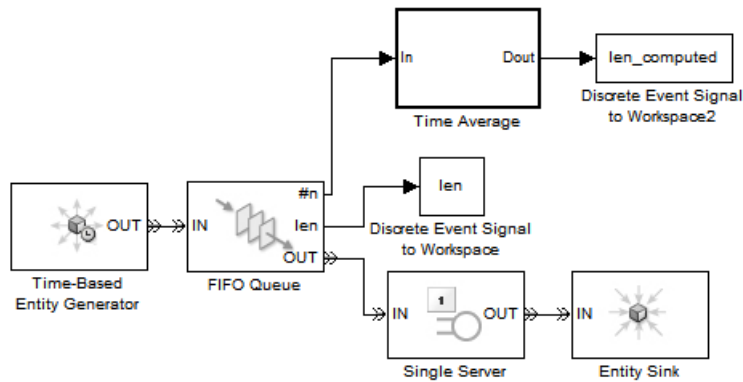 In
Dout
len_computed
Time Average
Discrete Event Signal
to Workspace2
#n
len
OUT
IN
len
OUT
Discrete Event Signal
to Workspace
Time-Based
Entity Generator
FIFO Queue
IN
1
OUT
IN
Single Server
Entity Sink